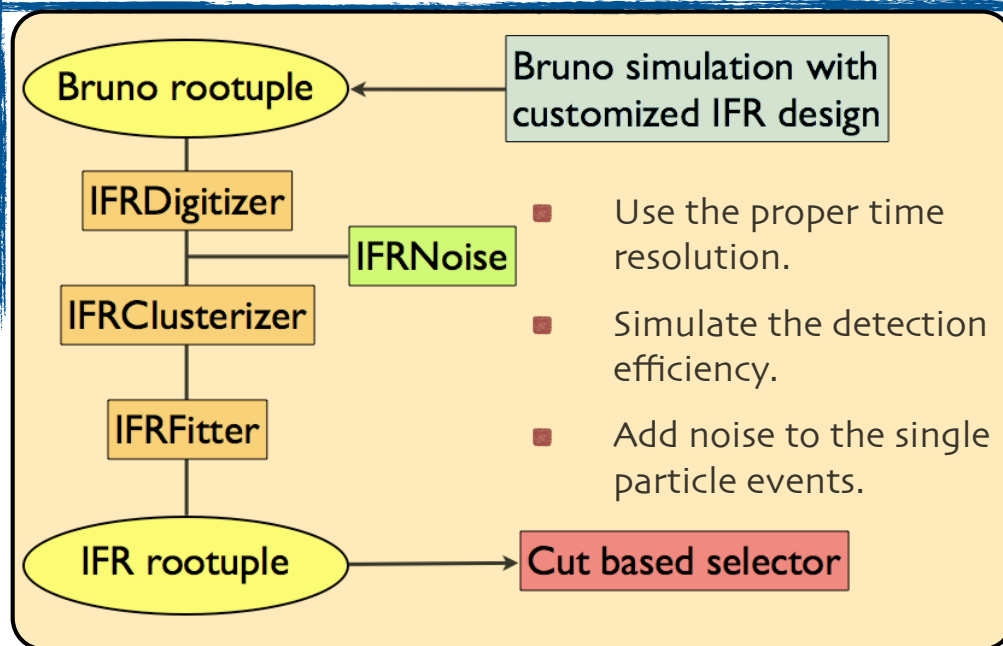 Bruno rootuple
Bruno simulation with
customized IFR design
IFRDigitizer
IFRNoise
IFRClusterizer
IFRFitter
IFR rootuple
Cut based selector
Use the proper time
resolution.
Simulate the detection
efficiency.
Add noise to the single
particle events.